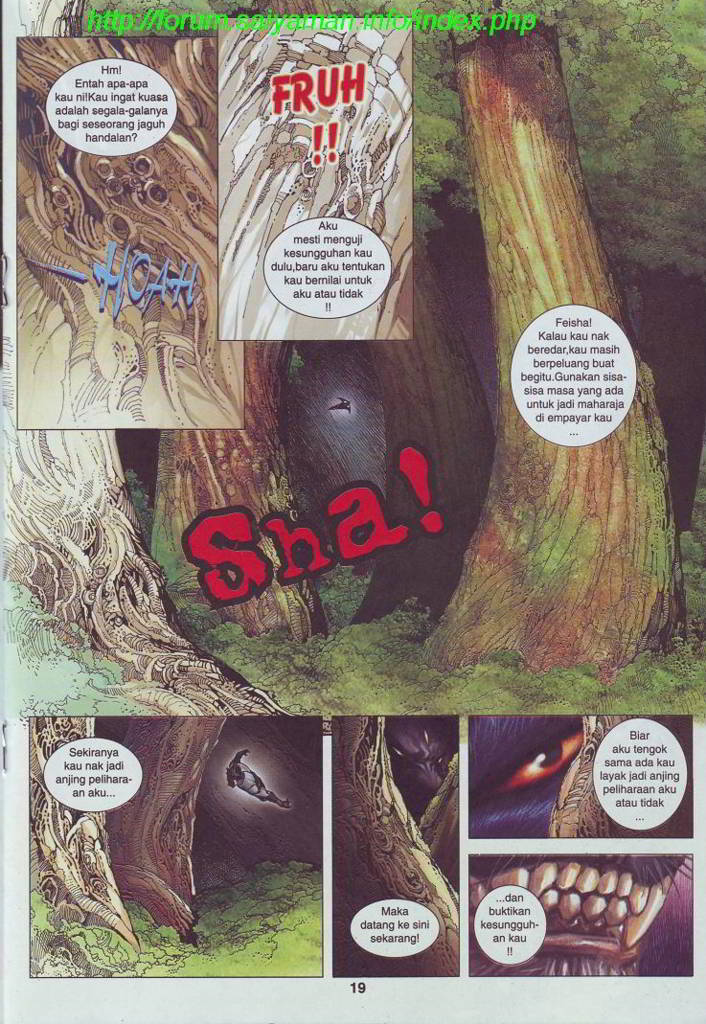 http://forum.saiyaman.info/index.php
Hm!
Entah apa-apa
kau ni!Kau ingat kuasa
adalah segala-galanya
bagi seseorang jaguh
handalan?
HOAH
FRUH
!!
Aku
mesti menguji
kesungguhan kau
dulu,baru aku tentukan
kau bernilai untuk
aku atau tidak
!!
Feisha!
Kalau kau nak
beredar,kau masih
berpeluang buat
begitu.Gunakan sisa-
sisa masa yang ada
untuk jadi maharaja
di empayar kau
...
Sha!
Sekiranya
kau nak jadi
anjing pelihara-
an aku...
Maka
datang ke sini
sekarang!
Biar
aku tengok
sama ada kau
layak jadi anjing
peliharaan aku
atau tidak
...
...dan
buktikan
kesungguh-
an kau
!!
19